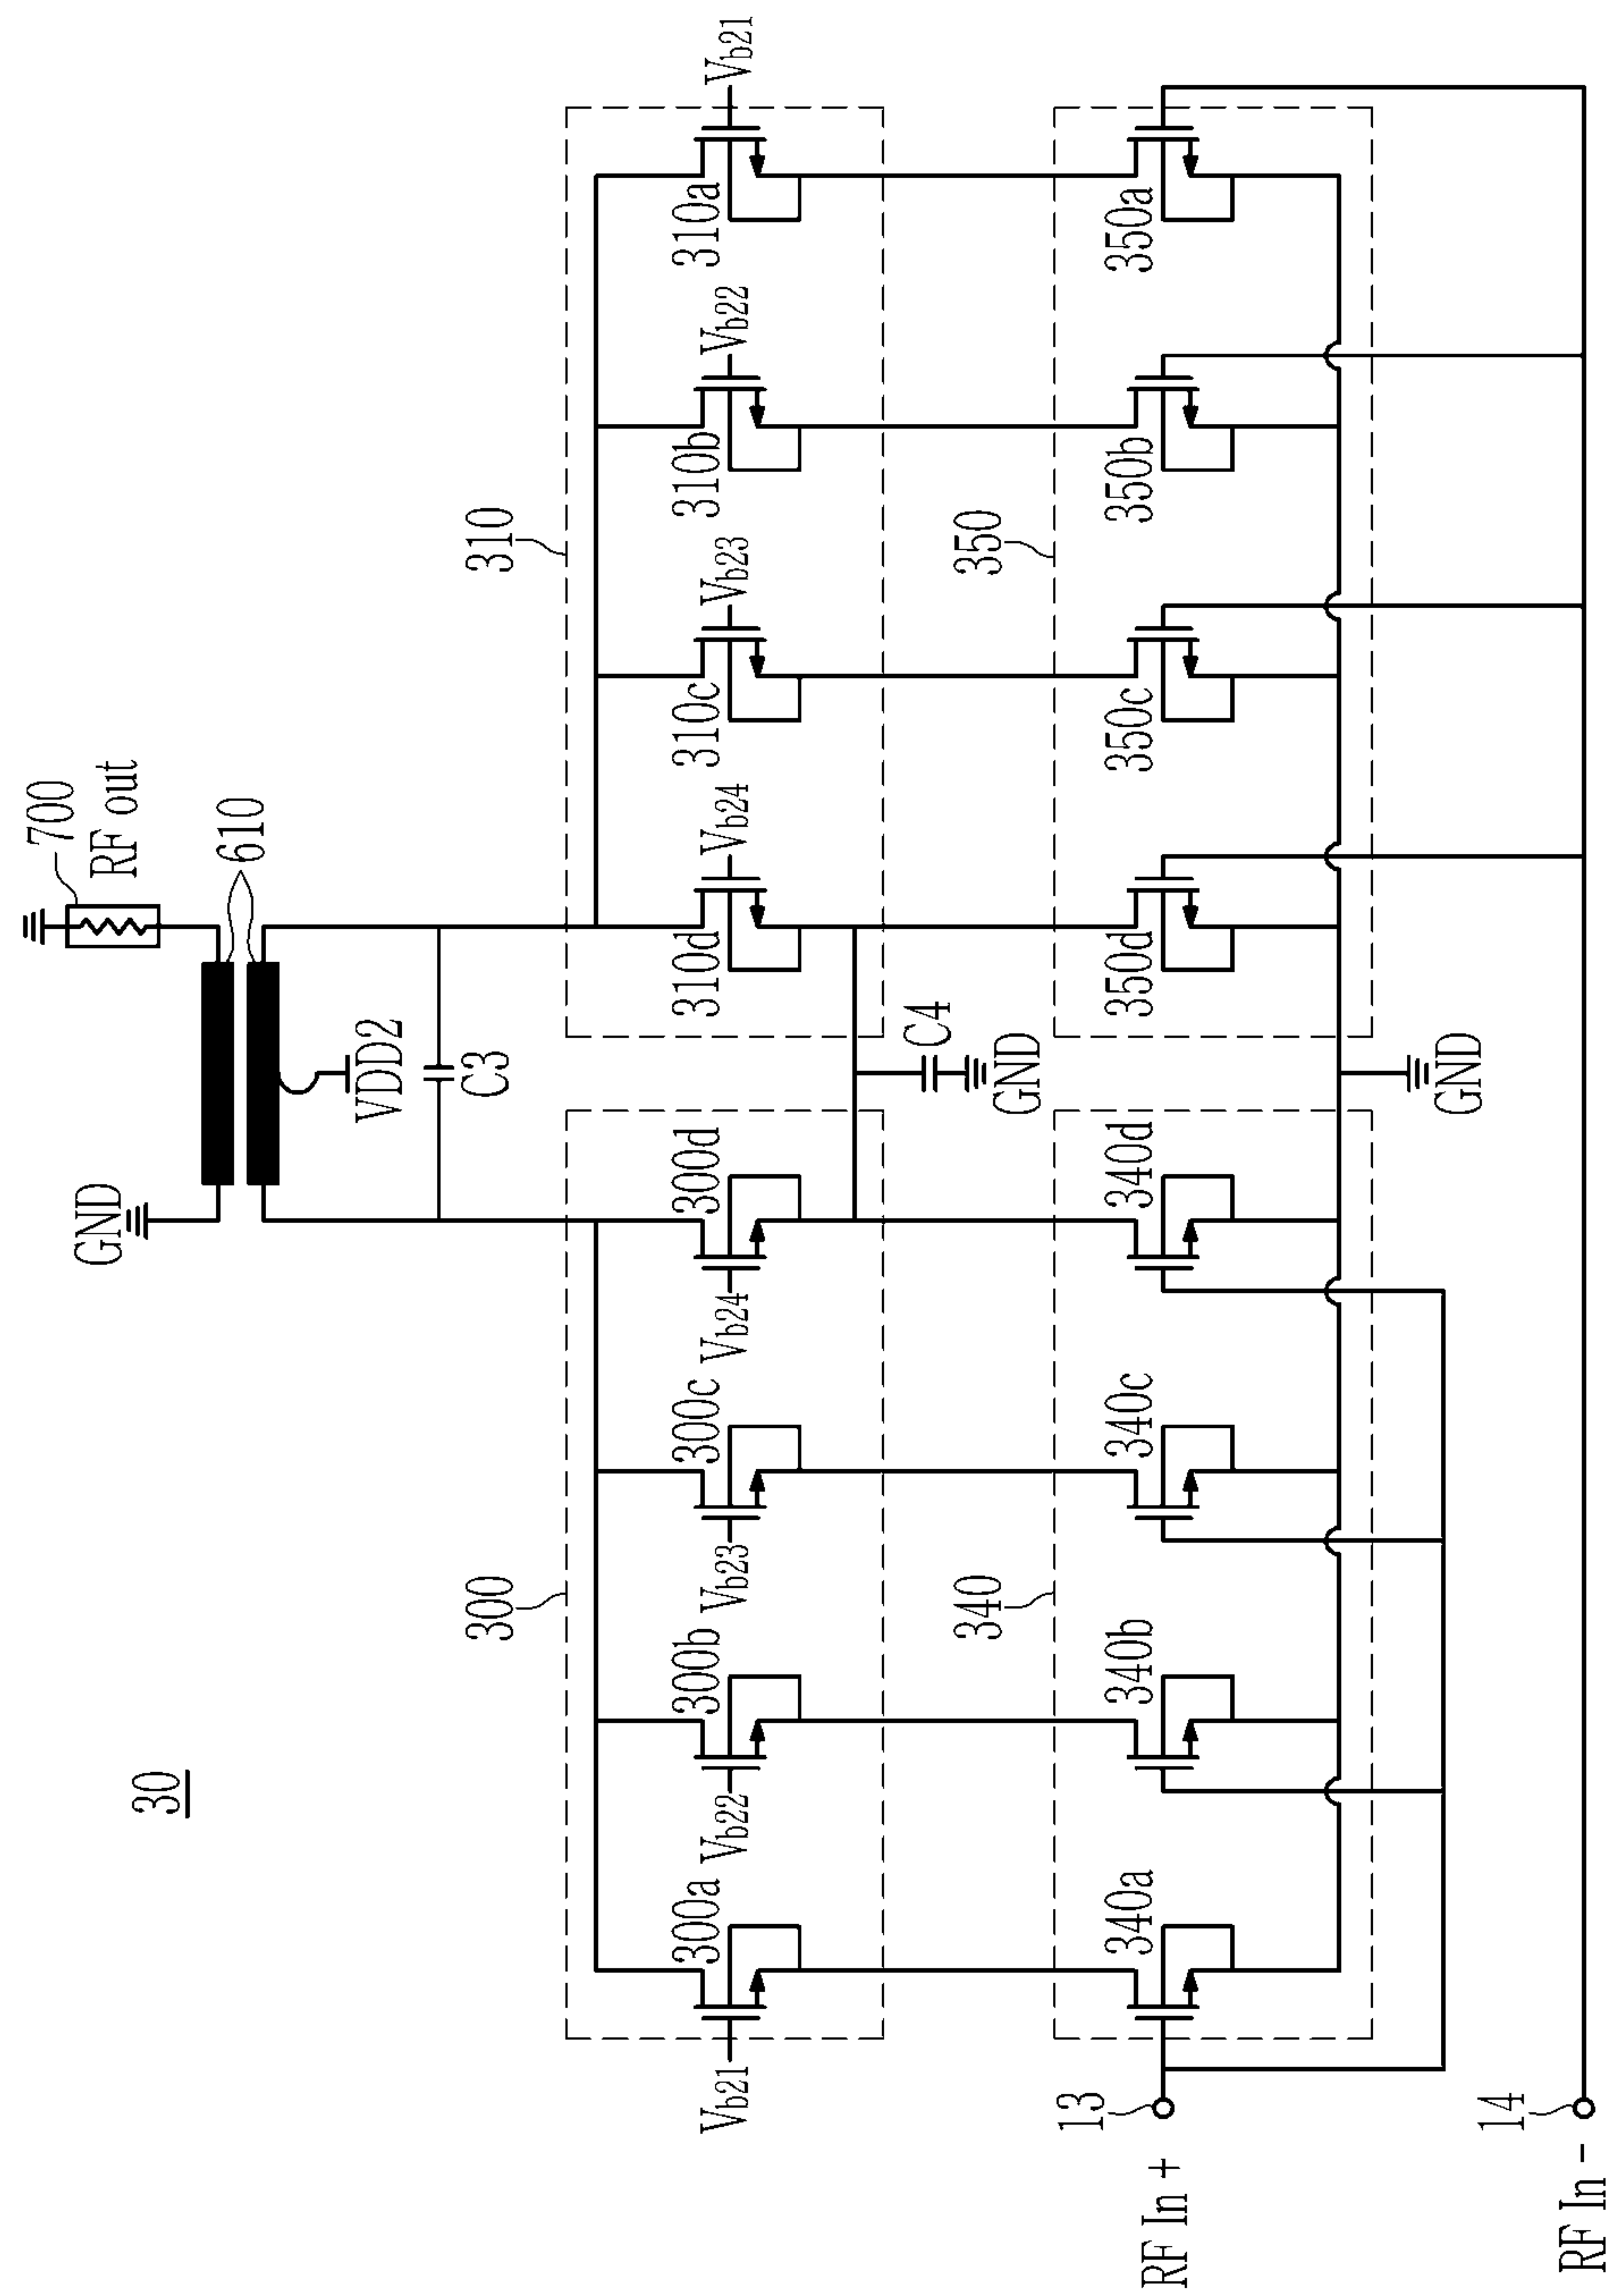 30
GND
700
RF out
610
VDD2
C3
300
310
Vb21
300a
Vb22
300b
Vb23
300c
Vb24
300d
310d
Vb24
310c
Vb23
310b
Vb22
310a
Vb21
C4
GND
340
350
13
RF In +
340a
340b
340c
340d
350d
350c
350b
350a
GND
14
RF In -